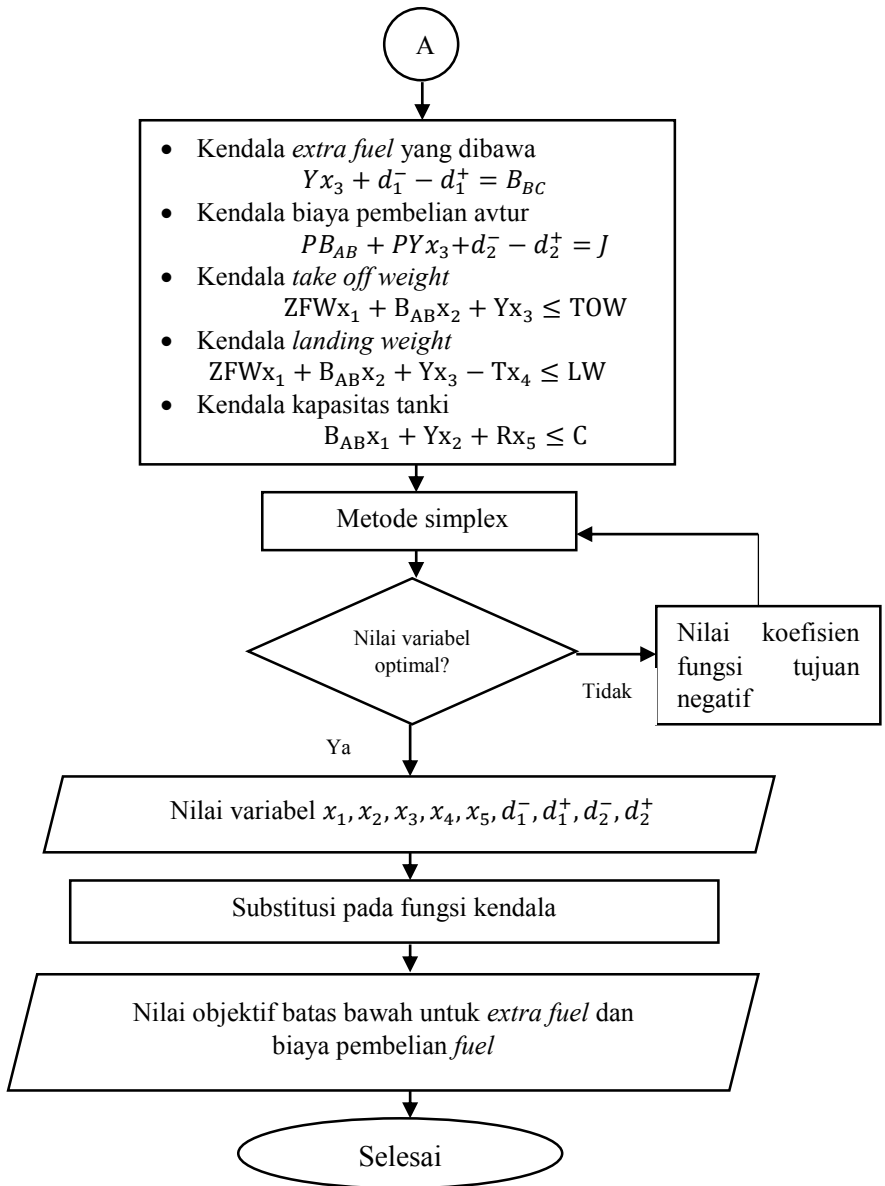 A
• Kendala extra fuel yang dibawa
Yx₃ + d₁⁻ − d₁⁺ = B_BC
• Kendala biaya pembelian avtur
PB_AB + PYx₃+d₂⁻ − d₂⁺ = J
• Kendala take off weight
ZFWx₁ + B_ABx₂ + Yx₃ ≤ TOW
• Kendala landing weight
ZFWx₁ + B_ABx₂ + Yx₃ − Tx₄ ≤ LW
• Kendala kapasitas tanki
B_ABx₁ + Yx₂ + Rx₅ ≤ C
Metode simplex
Nilai variabel
optimal?
Tidak
Nilai koefisien
fungsi tujuan
negatif
Ya
Nilai variabel x₁, x₂, x₃, x₄, x₅, d₁⁻, d₁⁺, d₂⁻, d₂⁺
Substitusi pada fungsi kendala
Nilai objektif batas bawah untuk extra fuel dan
biaya pembelian fuel
Selesai